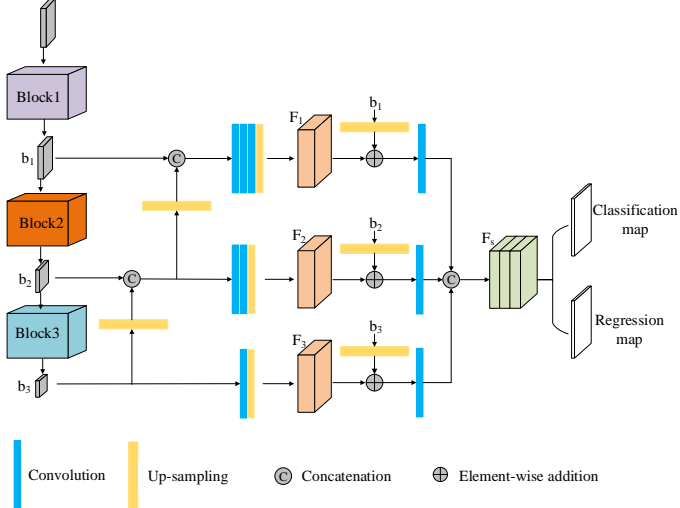 Block1
b1
Block2
b2
Block3
b3
C
C
F1
b1
F2
b2
F3
b3
C
Fs
Classification
map
Regression
map
Convolution
Up-sampling
C
Concatenation
Element-wise addition